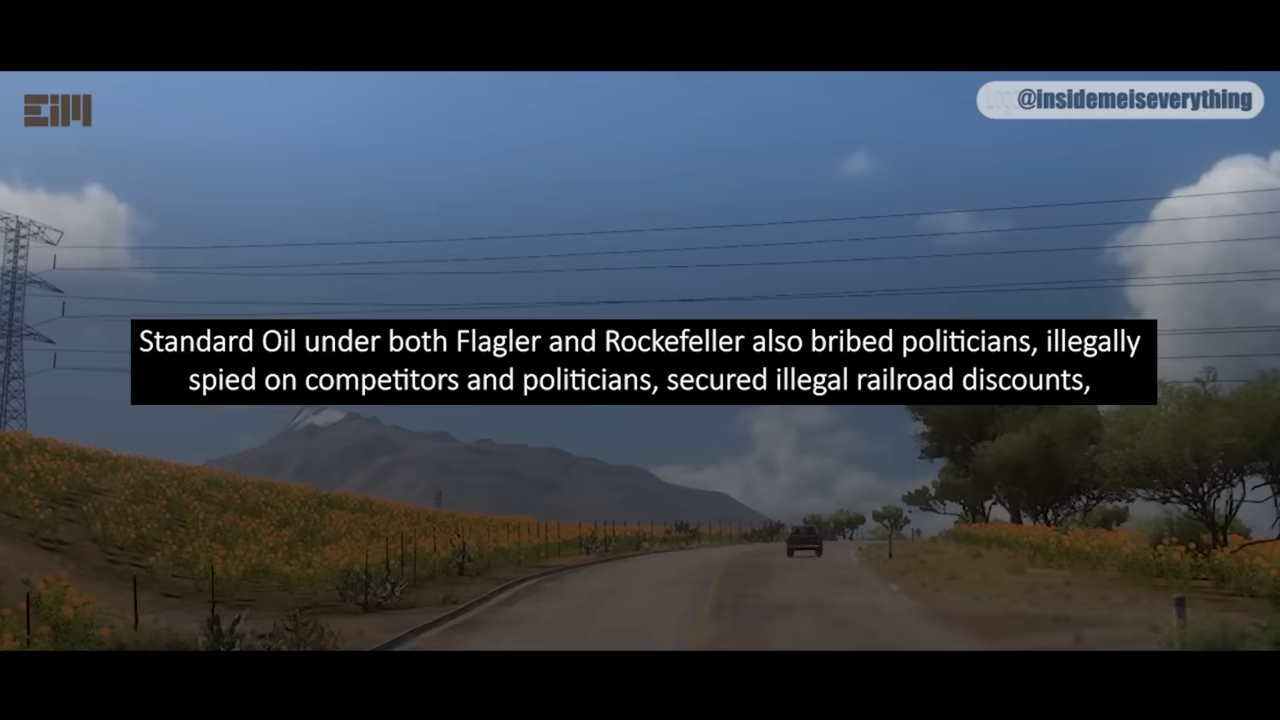 EiM
@insidemeiseverything
Standard Oil under both Flagler and Rockefeller also bribed politicians, illegally
spied on competitors and politicians, secured illegal railroad discounts,